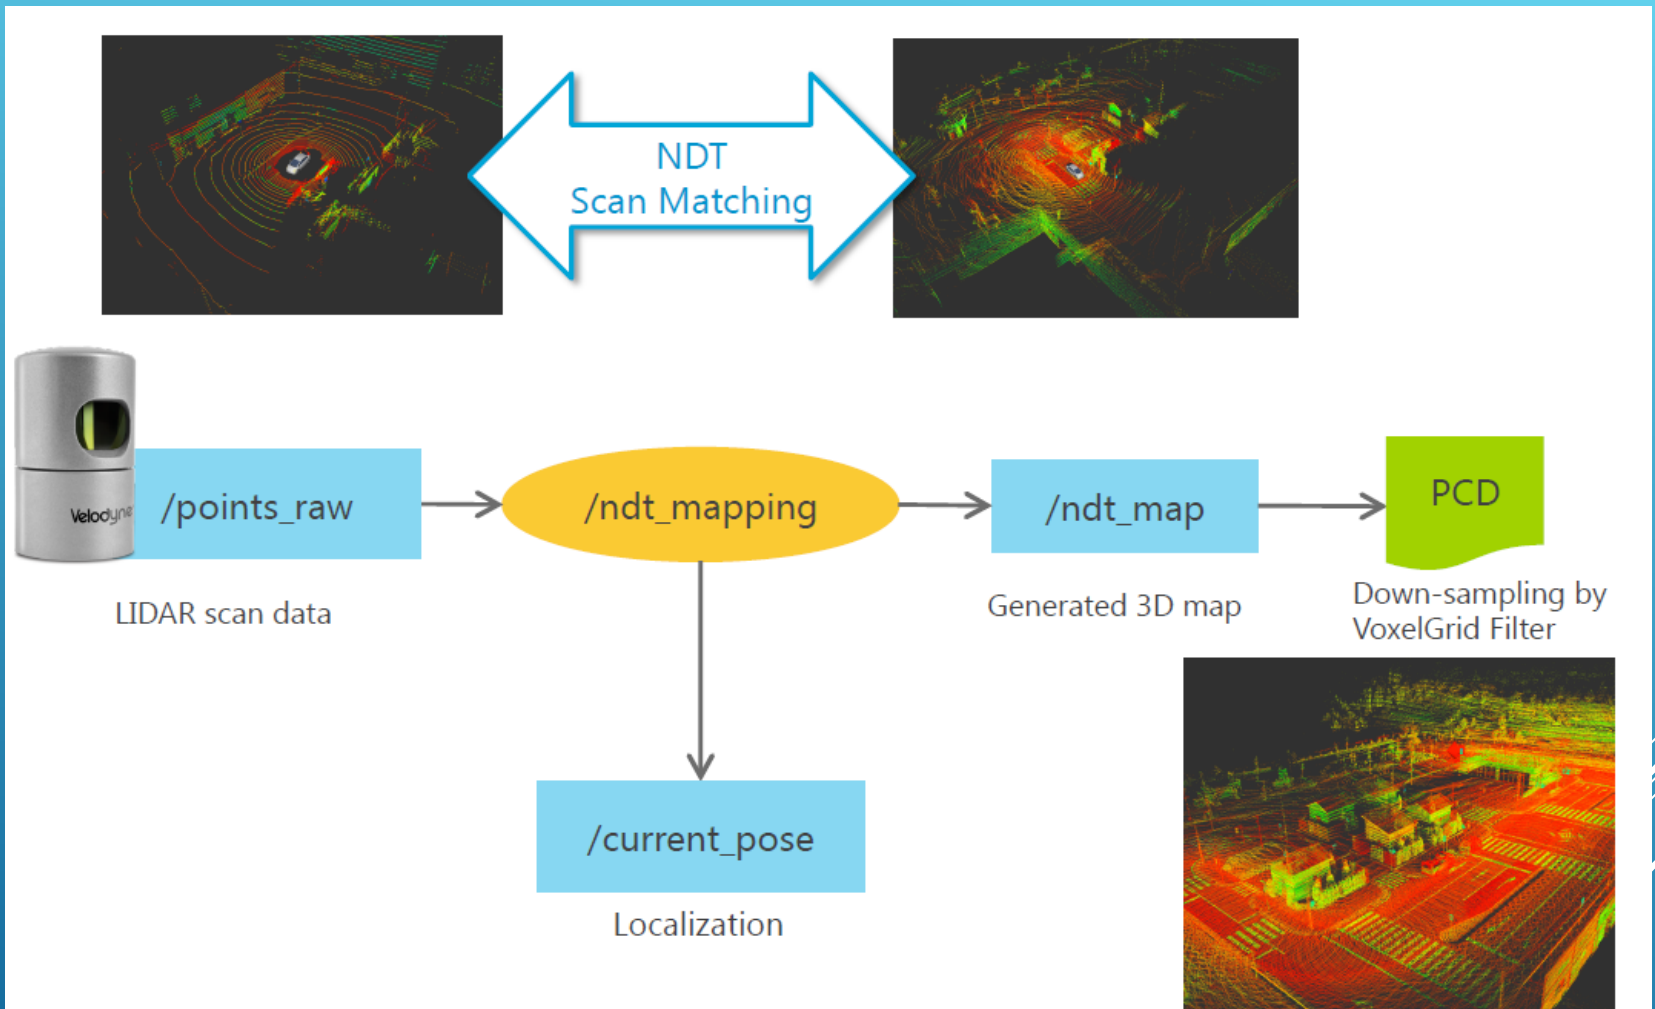 NDT
Scan Matching
Velodyne
/points_raw
/ndt_mapping
/ndt_map
PCD
LIDAR scan data
Generated 3D map
Down-sampling by
VoxelGrid Filter
/current_pose
Localization